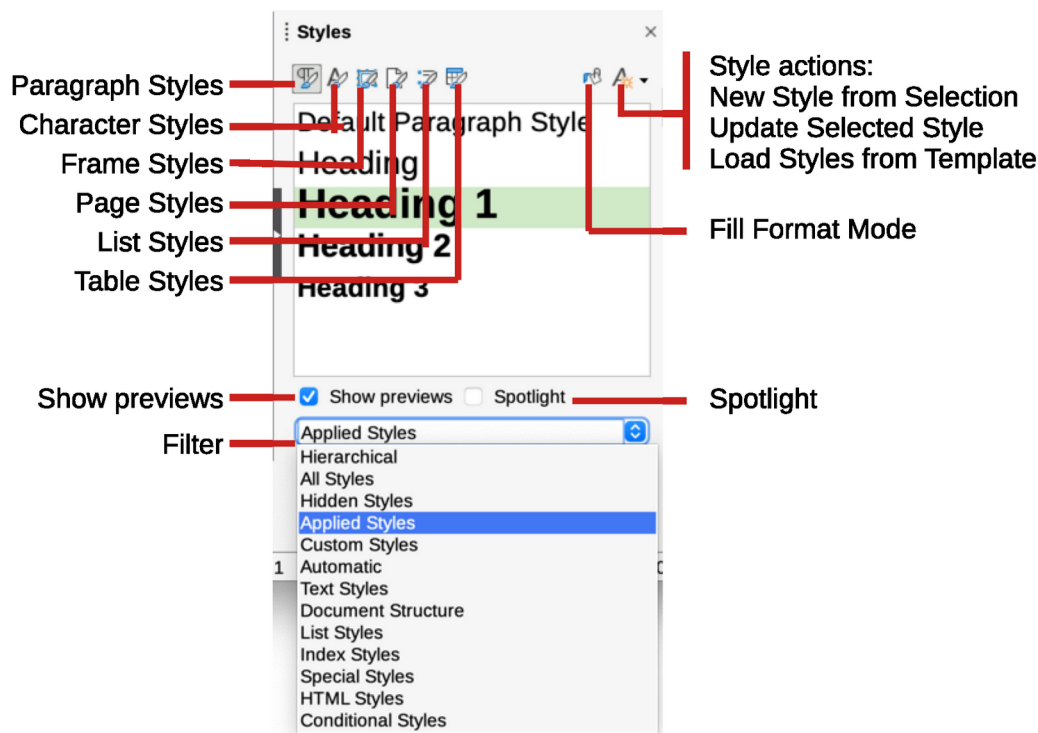 Styles
Paragraph Styles
Character Styles
Frame Styles
Page Styles
List Styles
Table Styles
Style actions:
New Style from Selection
Update Selected Style
Load Styles from Template
Fill Format Mode
Default Paragraph Style
Heading
Heading 1
Heading 2
Heading 3
Show previews
Show previews
Spotlight
Spotlight
Filter
Applied Styles
Hierarchical
All Styles
Hidden Styles
Applied Styles
Custom Styles
1
Automatic
Text Styles
Document Structure
List Styles
Index Styles
Special Styles
HTML Styles
Conditional Styles